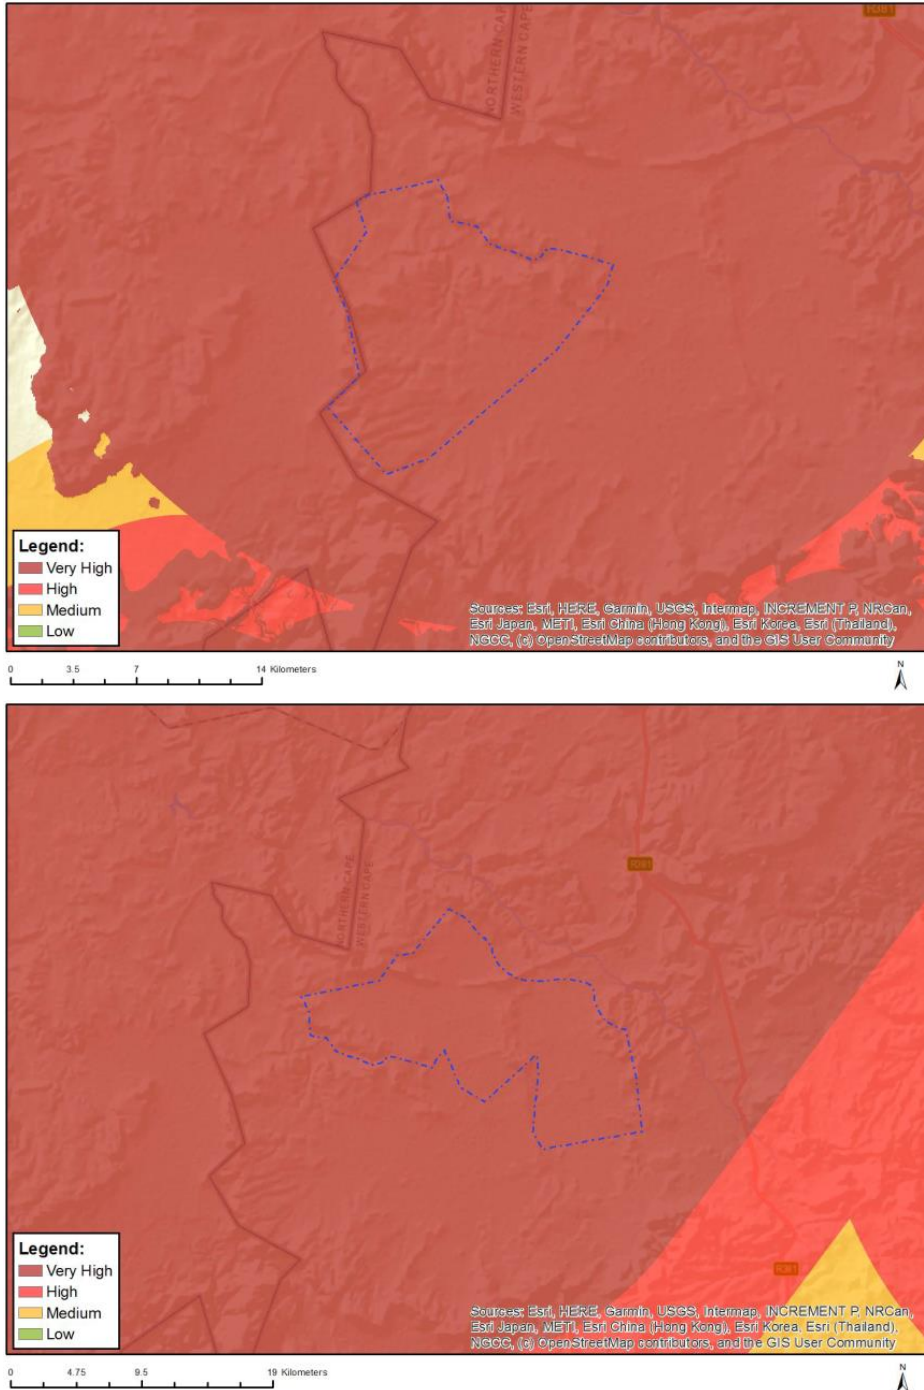 R381
NORTHERN CAPE
WESTERN CAPE
Legend:
Very High
High
Medium
Low
Sources: Esri, HERE, Garmin, USGS, Intermap, INCREMENT P, NRCan,
Esri Japan, METI, Esri China (Hong Kong), Esri Korea, Esri (Thailand),
NGCC, (c) OpenStreetMap contributors, and the GIS User Community
0 3.5 7 14 Kilometers
N
R381
NORTHERN CAPE
WESTERN CAPE
R381
Legend:
Very High
High
Medium
Low
Sources: Esri, HERE, Garmin, USGS, Intermap, INCREMENT P, NRCan,
Esri Japan, METI, Esri China (Hong Kong), Esri Korea, Esri (Thailand),
NGCC, (c) OpenStreetMap contributors, and the GIS User Community
0 4.75 9.5 19 Kilometers
N